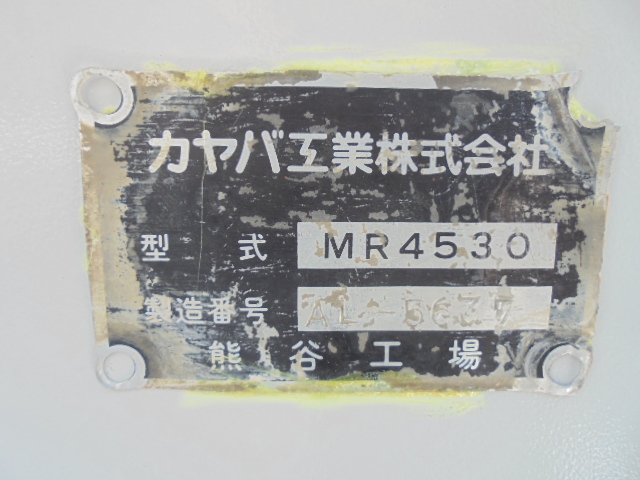 カヤバ工業株式会社
型式 MR4530
製造番号
熊谷工場